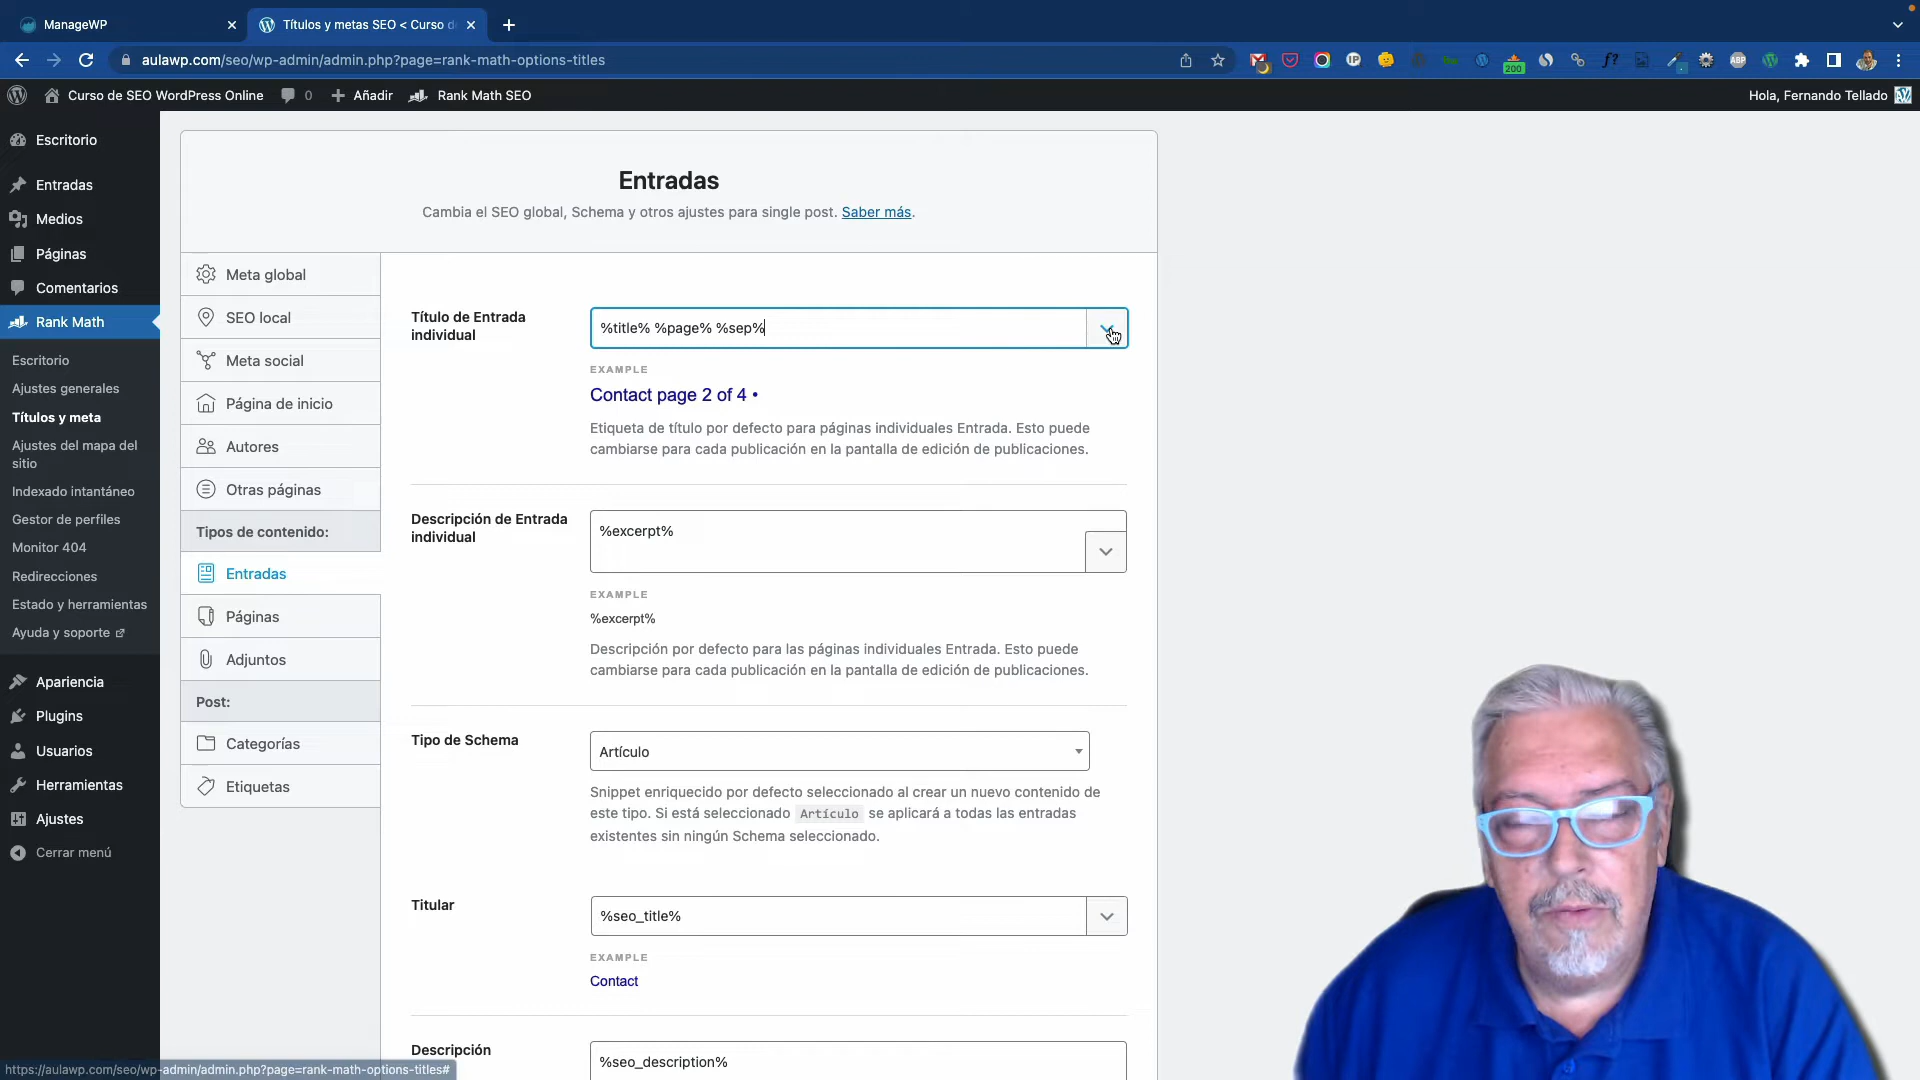 ManageWP
Títulos y metas SEO < Curso de
aulawp.com/seo/wp-admin/admin.php?page=rank-math-options-titles
200
IP
ABP
f?
Curso de SEO WordPress Online
0
Añadir
Rank Math SEO
Hola, Fernando Tellado
Escritorio
Entradas
Medios
Páginas
Comentarios
Rank Math
Escritorio
Ajustes generales
Títulos y meta
Ajustes del mapa del
sitio
Indexado instantáneo
Gestor de perfiles
Monitor 404
Redirecciones
Estado y herramientas
Ayuda y soporte
Apariencia
Plugins
Usuarios
Herramientas
Ajustes
Cerrar menú
Entradas
Cambia el SEO global, Schema y otros ajustes para single post. Saber más.
Meta global
SEO local
Meta social
Página de inicio
Autores
Otras páginas
Tipos de contenido:
Entradas
Páginas
Adjuntos
Post:
Categorías
Etiquetas
Título de Entrada
individual
%title% %page% %sep%
EXAMPLE
Contact page 2 of 4 •
Etiqueta de título por defecto para páginas individuales Entrada. Esto puede
cambiarse para cada publicación en la pantalla de edición de publicaciones.
Descripción de Entrada
individual
%excerpt%
EXAMPLE
%excerpt%
Descripción por defecto para las páginas individuales Entrada. Esto puede
cambiarse para cada publicación en la pantalla de edición de publicaciones.
Tipo de Schema
Artículo
Snippet enriquecido por defecto seleccionado al crear un nuevo contenido de
este tipo. Si está seleccionado Artículo se aplicará a todas las entradas
existentes sin ningún Schema seleccionado.
Titular
%seo_title%
EXAMPLE
Contact
Descripción
%seo_description%
https://aulawp.com/seo/wp-admin/admin.php?page=rank-math-options-titles#